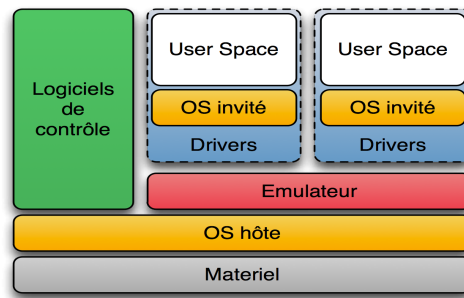 Logiciels
de
contrôle
User Space
OS invité
Drivers
User Space
OS invité
Drivers
Emulateur
OS hôte
Materiel